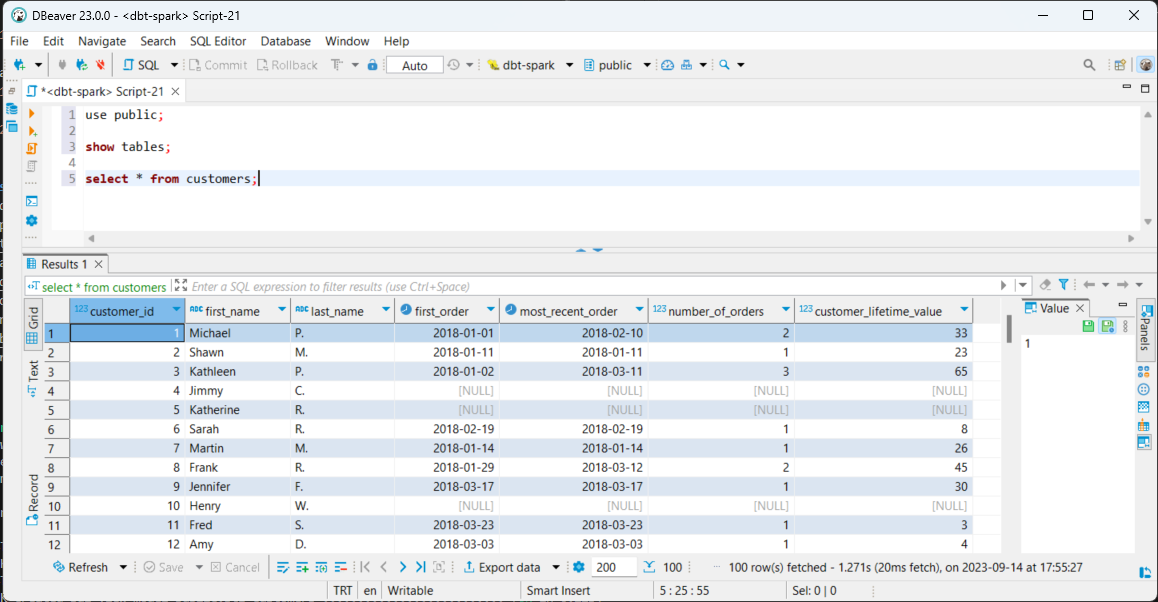 DBeaver 23.0.0 - <dbt-spark> Script-21
File Edit Navigate Search SQL Editor Database Window Help
SQL Commit Rollback Auto dbt-spark public
*<dbt-spark> Script-21
1 use public;
2
3 show tables;
4
5 select * from customers;
Results 1
select * from customers Enter a SQL expression to filter results (use Ctrl+Space)
Grid
Text
Record
123 customer_id ABC first_name ABC last_name first_order most_recent_order 123 number_of_orders 123 customer_lifetime_value
1 1 Michael P. 2018-01-01 2018-02-10 2 33
2 2 Shawn M. 2018-01-11 2018-01-11 1 23
3 3 Kathleen P. 2018-01-02 2018-03-11 3 65
4 4 Jimmy C. [NULL] [NULL] [NULL] [NULL]
5 5 Katherine R. [NULL] [NULL] [NULL] [NULL]
6 6 Sarah R. 2018-02-19 2018-02-19 1 8
7 7 Martin M. 2018-01-14 2018-01-14 1 26
8 8 Frank R. 2018-01-29 2018-03-12 2 45
9 9 Jennifer F. 2018-03-17 2018-03-17 1 30
10 10 Henry W. [NULL] [NULL] [NULL] [NULL]
11 11 Fred S. 2018-03-23 2018-03-23 1 3
12 12 Amy D. 2018-03-03 2018-03-03 1 4
Value
1
Panels
Refresh Save Cancel Export data 200 100 100 row(s) fetched - 1.271s (20ms fetch), on 2023-09-14 at 17:55:27
TRT en Writable Smart Insert 5 : 25 : 55 Sel: 0 | 0